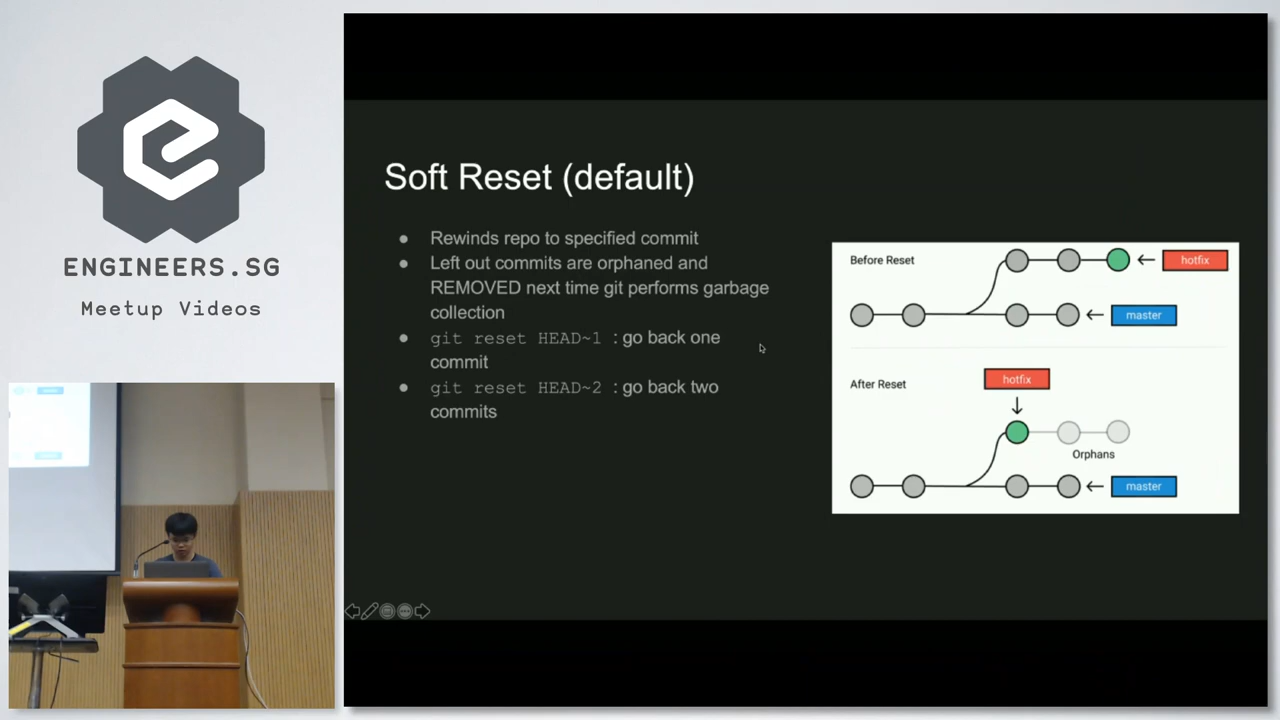 ENGINEERS.SG
Meetup Videos
Soft Reset (default)
● Rewinds repo to specified commit
● Left out commits are orphaned and
REMOVED next time git performs garbage
collection
● git reset HEAD~1 : go back one
commit
● git reset HEAD~2 : go back two
commits
Before Reset
hotfix
master
After Reset
hotfix
Orphans
master